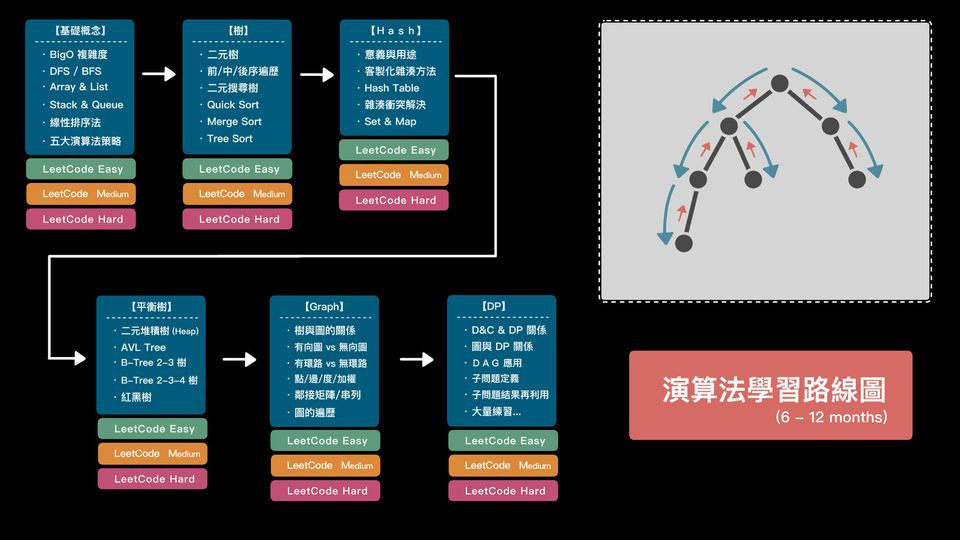 【基礎概念】
· BigO 複雜度
· DFS / BFS
· Array & List
· Stack & Queue
· 線性排序法
· 五大演算法策略
LeetCode Easy
LeetCode Medium
LeetCode Hard
【樹】
· 二元樹
· 前/中/後序遍歷
· 二元搜尋樹
· Quick Sort
· Merge Sort
· Tree Sort
LeetCode Easy
LeetCode Medium
LeetCode Hard
【Hash】
· 意義與用途
· 客製化雜湊方法
· Hash Table
· 雜湊衝突解決
· Set & Map
LeetCode Easy
LeetCode Medium
LeetCode Hard
【平衡樹】
· 二元堆積樹 (Heap)
· AVL Tree
· B-Tree 2-3 樹
· B-Tree 2-3-4 樹
· 紅黑樹
LeetCode Easy
LeetCode Medium
LeetCode Hard
【Graph】
· 樹與圖的關係
· 有向圖 vs 無向圖
· 有環路 vs 無環路
· 點/邊/度/加權
· 鄰接矩陣/串列
· 圖的遍歷
LeetCode Easy
LeetCode Medium
LeetCode Hard
【DP】
· D&C & DP 關係
· 圖與 DP 關係
· DAG 應用
· 子問題定義
· 子問題結果再利用
· 大量練習...
LeetCode Easy
LeetCode Medium
LeetCode Hard
演算法學習路線圖
(6 - 12 months)